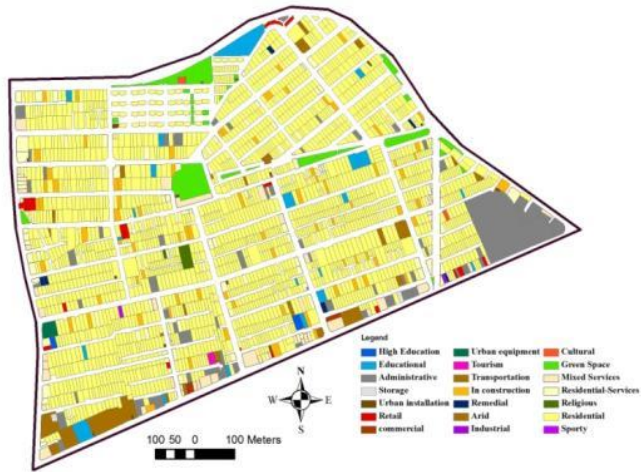 Legend
High Education
Urban equipment
Cultural
Educational
Tourism
Green Space
Administrative
Transportation
Mixed Services
Storage
In construction
Residential-Services
Urban installation
Remedial
Religious
Retail
Arid
Residential
commercial
Industrial
Sporty
N
W E
S
100 50 0 100 Meters